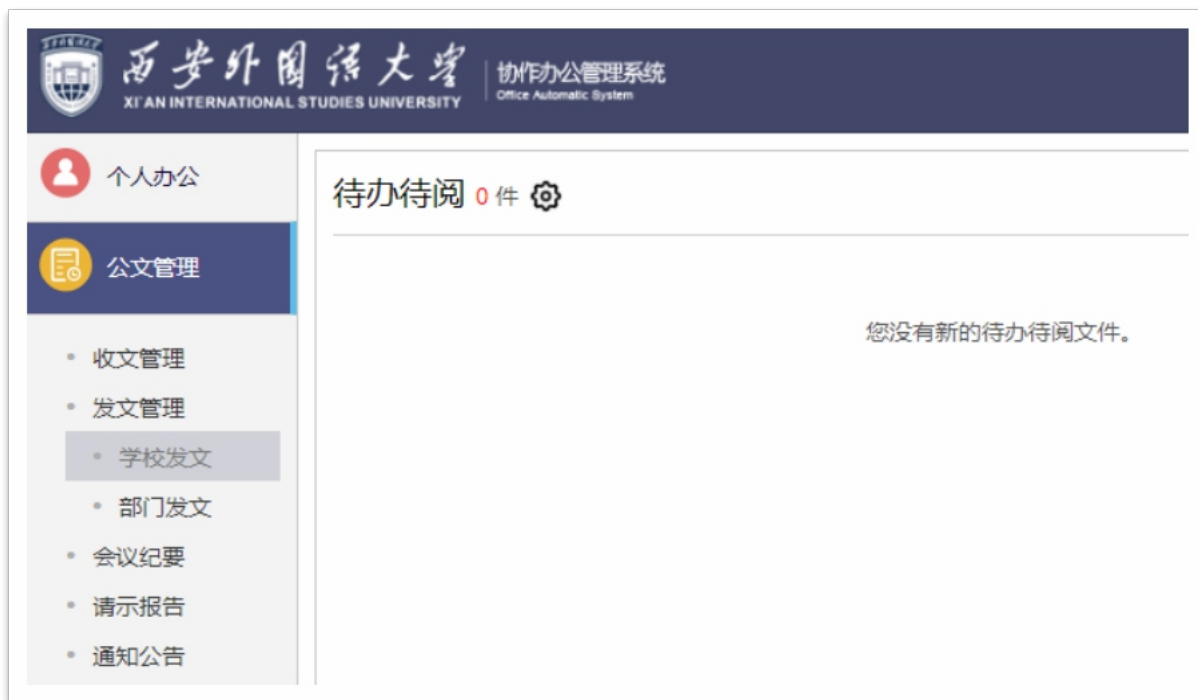 西安外国语大学
XI'AN INTERNATIONAL STUDIES UNIVERSITY
协作办公管理系统
Office Automatic System
个人办公
待办待阅 0 件
公文管理
您没有新的待办待阅文件。
收文管理
发文管理
学校发文
部门发文
会议纪要
请示报告
通知公告